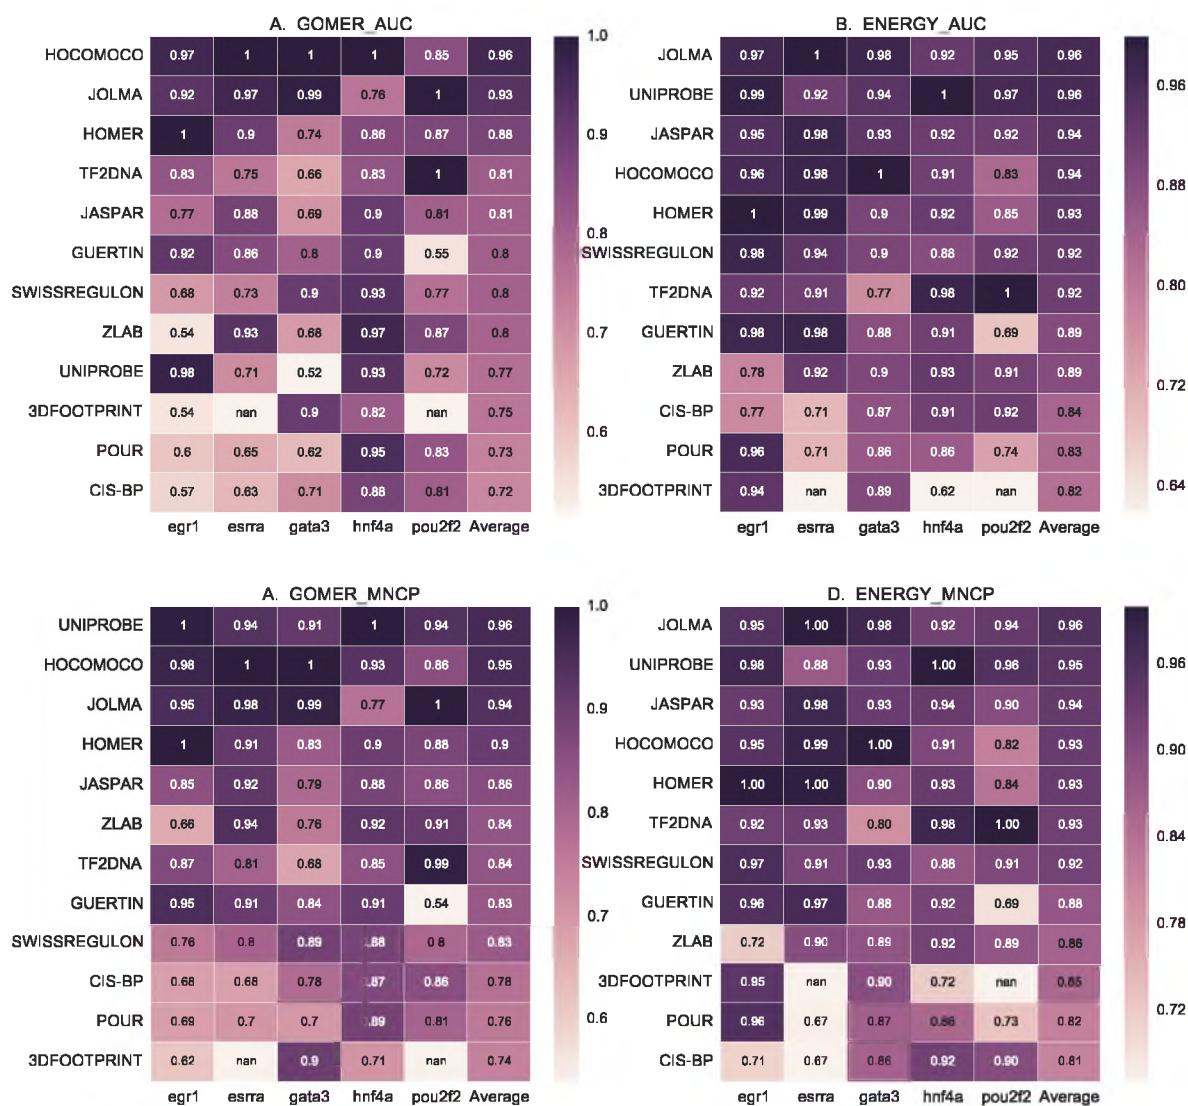 A. GOMER_AUC
HOCOMOCO 0.97 1 1 1 0.85 0.96
JOLMA 0.92 0.97 0.99 0.76 1 0.93
HOMER 1 0.9 0.74 0.86 0.87 0.88
TF2DNA 0.83 0.75 0.66 0.83 1 0.81
JASPAR 0.77 0.88 0.69 0.9 0.81 0.81
GUERTIN 0.92 0.86 0.8 0.9 0.55 0.8
SWISSREGULON 0.68 0.73 0.9 0.93 0.77 0.8
ZLAB 0.54 0.93 0.68 0.97 0.87 0.8
UNIPROBE 0.98 0.71 0.52 0.93 0.72 0.77
3DFOOTPRINT 0.54 nan 0.9 0.82 nan 0.75
POUR 0.6 0.65 0.62 0.95 0.83 0.73
CIS-BP 0.57 0.63 0.71 0.88 0.81 0.72
egr1 esrra gata3 hnf4a pou2f2 Average
1.0
0.9
0.8
0.7
0.6
B. ENERGY_AUC
JOLMA 0.97 1 0.98 0.92 0.95 0.96
UNIPROBE 0.99 0.92 0.94 1 0.97 0.96
JASPAR 0.95 0.98 0.93 0.92 0.92 0.94
HOCOMOCO 0.96 0.98 1 0.91 0.83 0.94
HOMER 1 0.99 0.9 0.92 0.85 0.93
SWISSREGULON 0.98 0.94 0.9 0.88 0.92 0.92
TF2DNA 0.92 0.91 0.77 0.98 1 0.92
GUERTIN 0.98 0.98 0.88 0.91 0.69 0.89
ZLAB 0.78 0.92 0.9 0.93 0.91 0.89
CIS-BP 0.77 0.71 0.87 0.91 0.92 0.84
POUR 0.96 0.71 0.86 0.86 0.74 0.83
3DFOOTPRINT 0.94 nan 0.89 0.62 nan 0.82
egr1 esrra gata3 hnf4a pou2f2 Average
0.96
0.88
0.80
0.72
0.64
A. GOMER_MNCP
UNIPROBE 1 0.94 0.91 1 0.94 0.96
HOCOMOCO 0.98 1 1 0.93 0.86 0.95
JOLMA 0.95 0.98 0.99 0.77 1 0.94
HOMER 1 0.91 0.83 0.9 0.88 0.9
JASPAR 0.85 0.92 0.79 0.88 0.86 0.86
ZLAB 0.66 0.94 0.76 0.92 0.91 0.84
TF2DNA 0.87 0.81 0.68 0.85 0.99 0.84
GUERTIN 0.95 0.91 0.84 0.91 0.54 0.83
SWISSREGULON 0.76 0.8 0.89 0.88 0.8 0.83
CIS-BP 0.68 0.68 0.78 0.87 0.86 0.78
POUR 0.69 0.7 0.7 0.89 0.81 0.76
3DFOOTPRINT 0.62 nan 0.9 0.71 nan 0.74
egr1 esrra gata3 hnf4a pou2f2 Average
1.0
0.9
0.8
0.7
0.6
D. ENERGY_MNCP
JOLMA 0.95 1.00 0.98 0.92 0.94 0.96
UNIPROBE 0.98 0.88 0.93 1.00 0.96 0.95
JASPAR 0.93 0.98 0.93 0.94 0.90 0.94
HOCOMOCO 0.95 0.99 1.00 0.91 0.82 0.93
HOMER 1.00 1.00 0.90 0.93 0.84 0.93
TF2DNA 0.92 0.93 0.80 0.98 1.00 0.93
SWISSREGULON 0.97 0.91 0.93 0.88 0.91 0.92
GUERTIN 0.96 0.97 0.88 0.92 0.69 0.88
ZLAB 0.72 0.90 0.89 0.92 0.89 0.86
3DFOOTPRINT 0.95 nan 0.90 0.72 nan 0.85
POUR 0.96 0.67 0.87 0.86 0.73 0.82
CIS-BP 0.71 0.67 0.86 0.92 0.90 0.81
egr1 esrra gata3 hnf4a pou2f2 Average
0.96
0.90
0.84
0.78
0.72